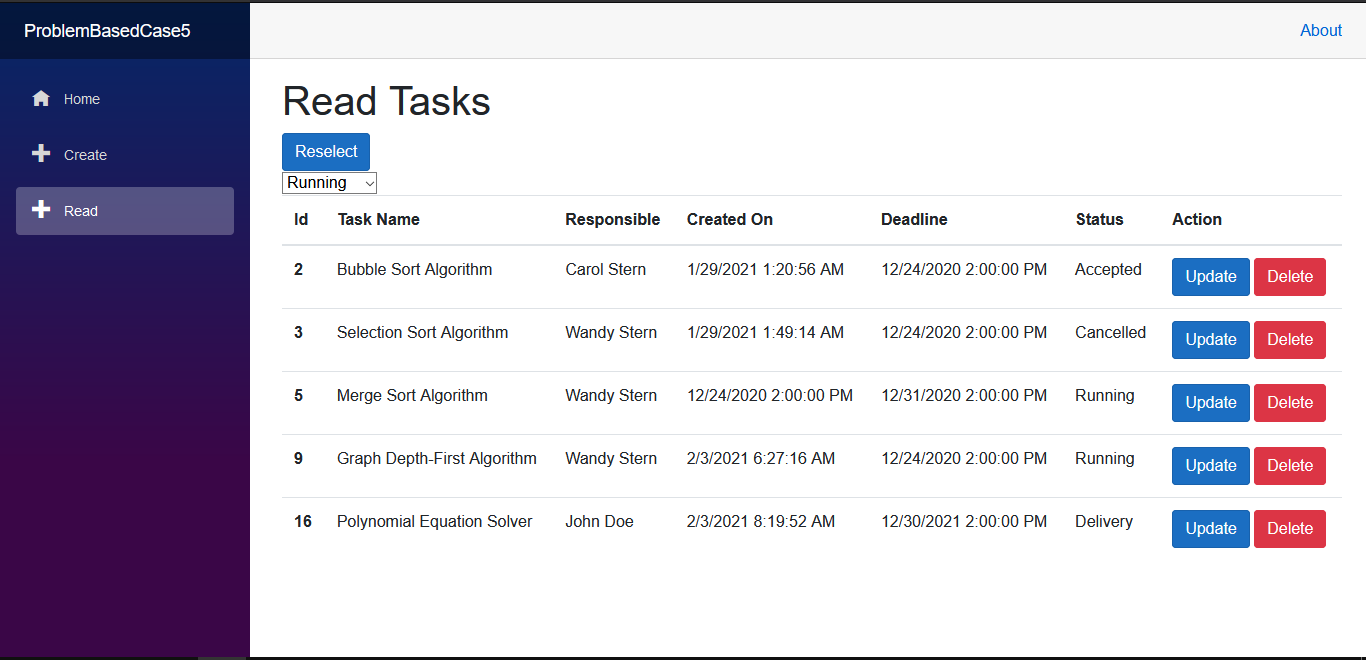 ProblemBasedCase5
About
Home
Create
Read
Read Tasks
Reselect
Running
Id Task Name Responsible Created On Deadline Status Action
2 Bubble Sort Algorithm Carol Stern 1/29/2021 1:20:56 AM 12/24/2020 2:00:00 PM Accepted Update Delete
3 Selection Sort Algorithm Wandy Stern 1/29/2021 1:49:14 AM 12/24/2020 2:00:00 PM Cancelled Update Delete
5 Merge Sort Algorithm Wandy Stern 12/24/2020 2:00:00 PM 12/31/2020 2:00:00 PM Running Update Delete
9 Graph Depth-First Algorithm Wandy Stern 2/3/2021 6:27:16 AM 12/24/2020 2:00:00 PM Running Update Delete
16 Polynomial Equation Solver John Doe 2/3/2021 8:19:52 AM 12/30/2021 2:00:00 PM Delivery Update Delete